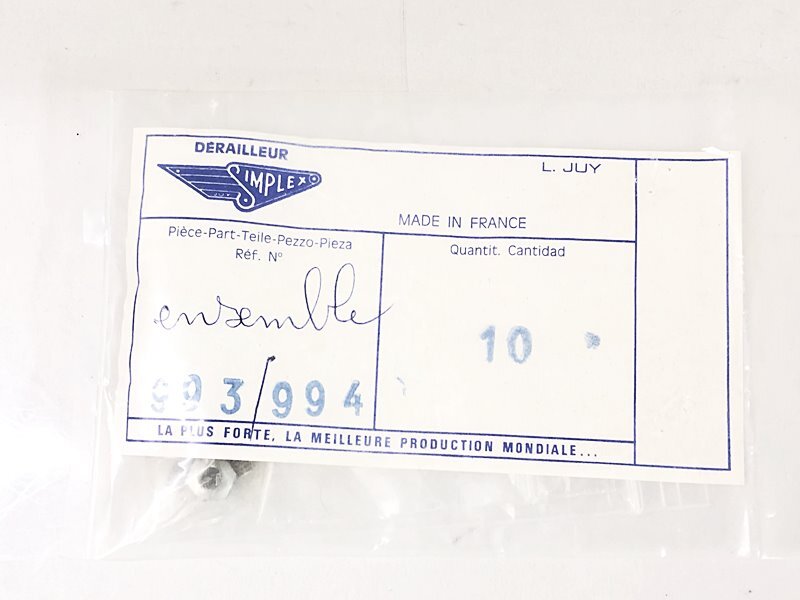 DÉRAILLEUR
SIMPLEX
L. JUY
MADE IN FRANCE
Pièce-Part-Teile-Pezzo-Pieza
Réf. N°
ensemble
993/994
Quantit. Cantidad
10
LA PLUS FORTE, LA MEILLEURE PRODUCTION MONDIALE...